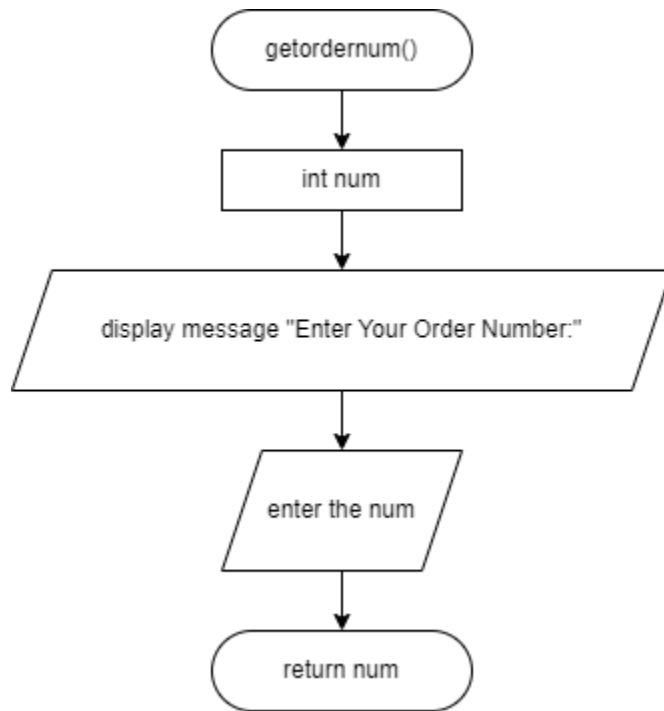 getordernum()
int num
display message "Enter Your Order Number:"
enter the num
return num